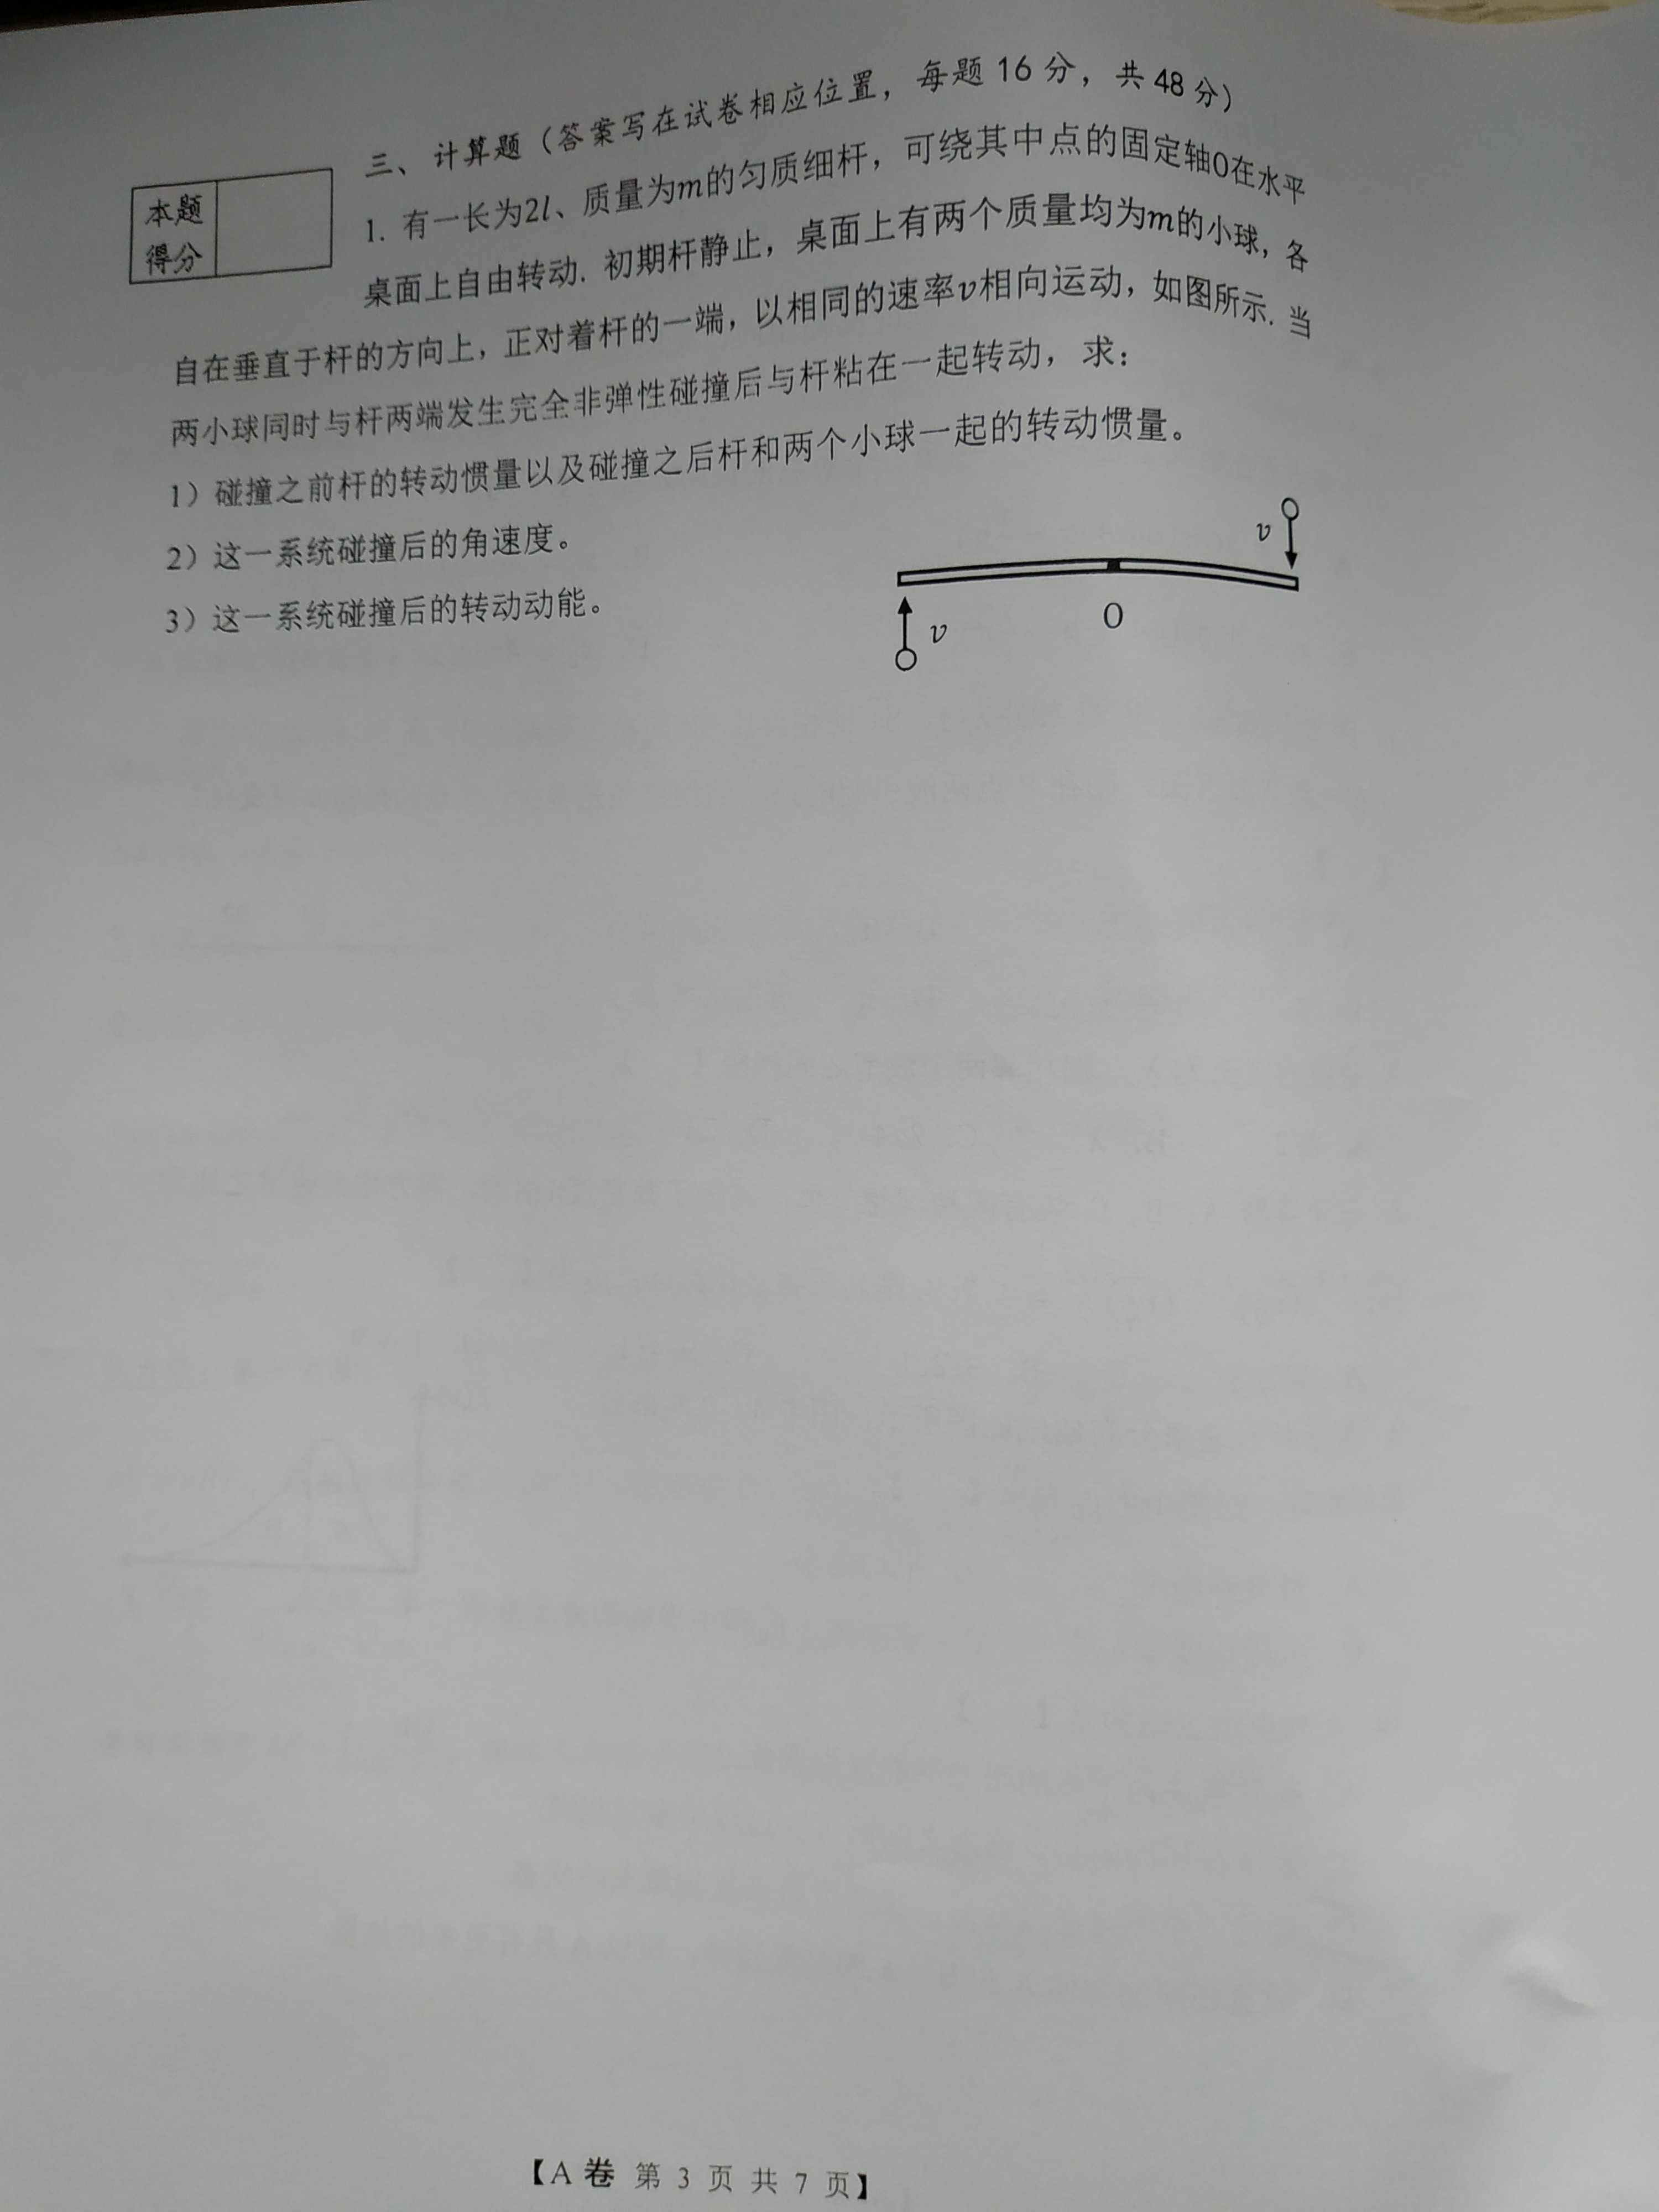 三、计算题（答案写在试卷相应位置，每题 16 分，共 48 分）
本题
得分
1. 有一长为2l、质量为m的匀质细杆，可绕其中点的固定轴O在水平
桌面上自由转动. 初期杆静止，桌面上有两个质量均为m的小球，各
自在垂直于杆的方向上，正对着杆的一端，以相同的速率v相向运动，如图所示. 当
两小球同时与杆两端发生完全非弹性碰撞后与杆粘在一起转动，求：
1）碰撞之前杆的转动惯量以及碰撞之后杆和两个小球一起的转动惯量。
2）这一系统碰撞后的角速度。
3）这一系统碰撞后的转动动能。
v
O
v
【A 卷 第 3 页 共 7 页】